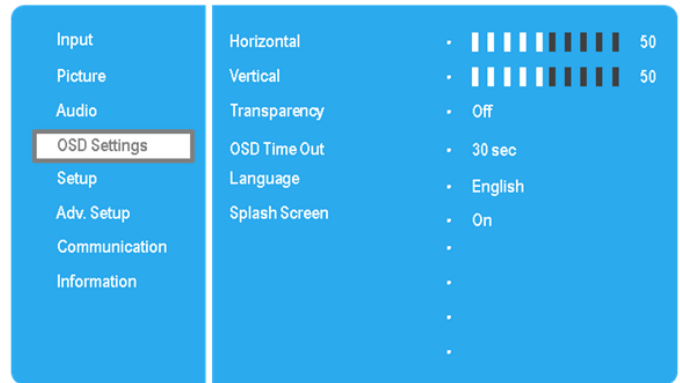 Input
Picture
Audio
OSD Settings
Setup
Adv. Setup
Communication
Information
Horizontal 50
Vertical 50
Transparency Off
OSD Time Out 30 sec
Language English
Splash Screen On